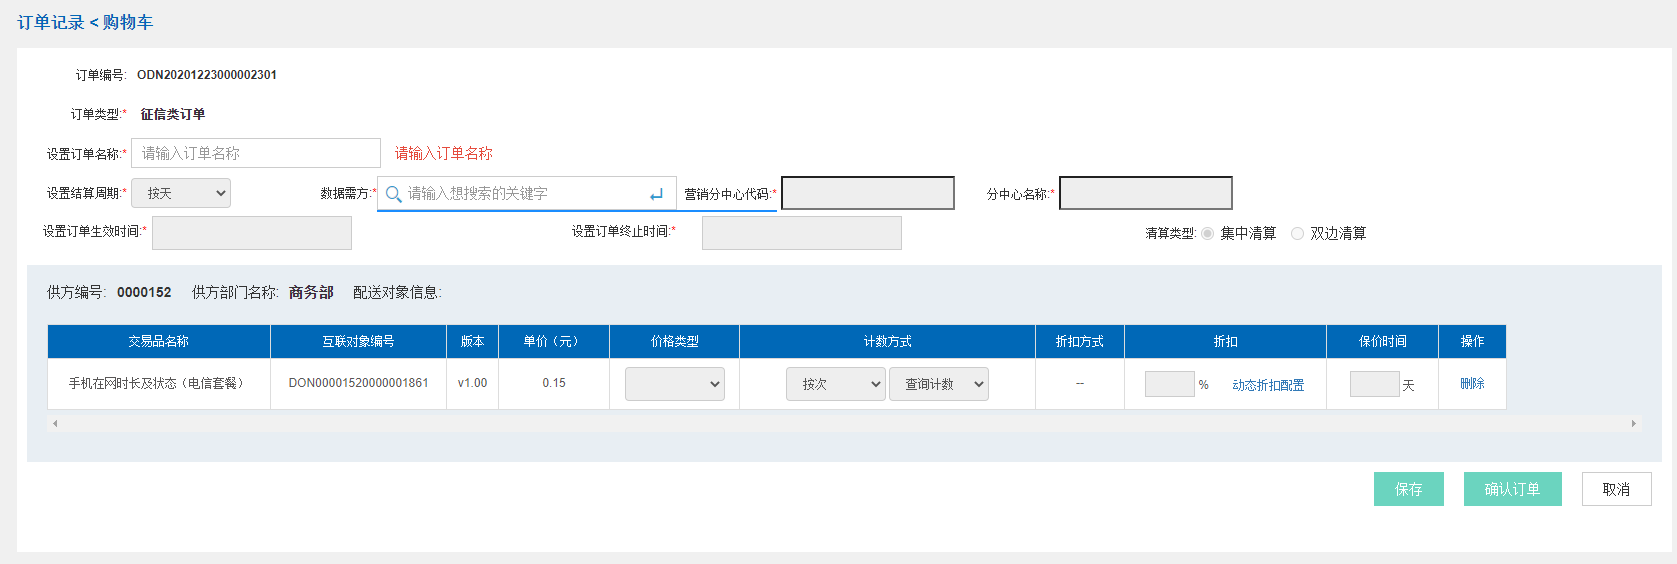 订单记录 < 购物车
订单编号: ODN20201223000002301
订单类型:* 征信类订单
设置订单名称:* 请输入订单名称 请输入订单名称
设置结算周期:* 按天 数据需方:* 请输入想搜索的关键字 营销分中心代码:* 分中心名称:*
设置订单生效时间:* 设置订单终止时间:* 清算类型: 集中清算 双边清算
供方编号: 0000152 供方部门名称: 商务部 配送对象信息:
交易品名称 互联对象编号 版本 单价（元） 价格类型 计数方式 折扣方式 折扣 保价时间 操作
手机在网时长及状态（电信套餐） DON00001520000001861 v1.00 0.15 按次 查询计数 -- % 动态折扣配置 天 删除
保存 确认订单 取消